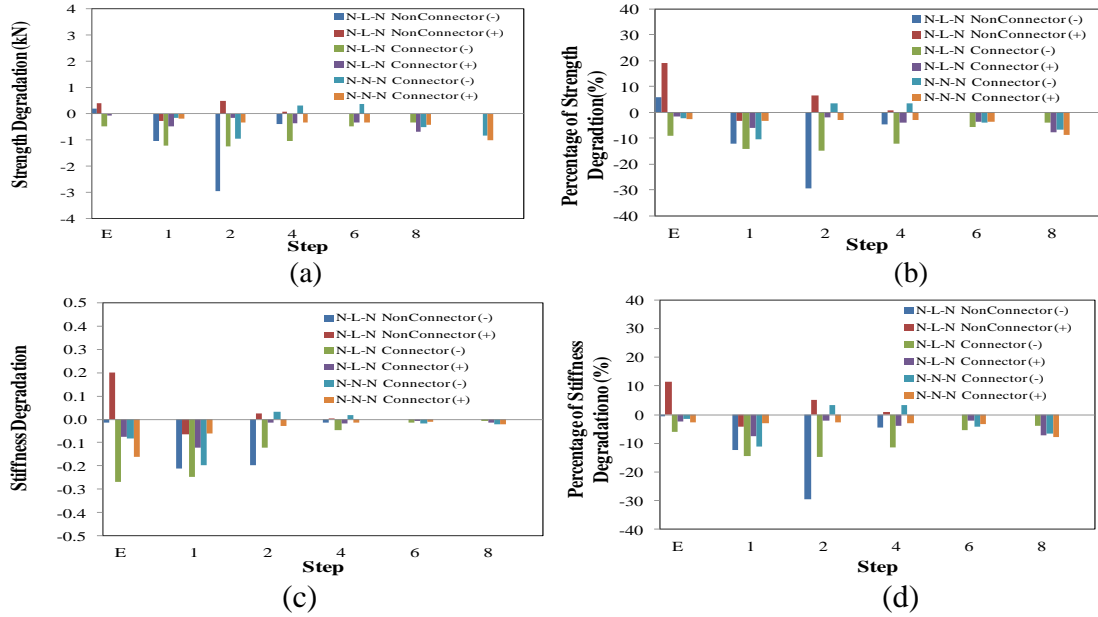 Strength Degradation (kN)
4
3
2
1
0
-1
-2
-3
-4
N-L-N NonConnector (-)
N-L-N NonConnector (+)
N-L-N Connector (-)
N-L-N Connector (+)
N-N-N Connector (-)
N-N-N Connector (+)
E 1 2 4 6 8
Step
(a)
Percentage of Strength
Degradtion(%)
40
30
20
10
0
-10
-20
-30
-40
N-L-N NonConnector (-)
N-L-N NonConnector (+)
N-L-N Connector (-)
N-L-N Connector (+)
N-N-N Connector (-)
N-N-N Connector (+)
E 1 2 4 6 8
Step
(b)
Stiffness Degradation
0.5
0.4
0.3
0.2
0.1
0.0
-0.1
-0.2
-0.3
-0.4
-0.5
N-L-N NonConnector (-)
N-L-N NonConnector (+)
N-L-N Connector (-)
N-L-N Connector (+)
N-N-N Connector (-)
N-N-N Connector (+)
E 1 2 4 6 8
Step
(c)
Percentage of Stiffness
Degradationo (%)
40
30
20
10
0
-10
-20
-30
-40
N-L-N NonConnector (-)
N-L-N NonConnector (+)
N-L-N Connector (-)
N-L-N Connector (+)
N-N-N Connector (-)
N-N-N Connector (+)
E 1 2 4 6 8
Step
(d)